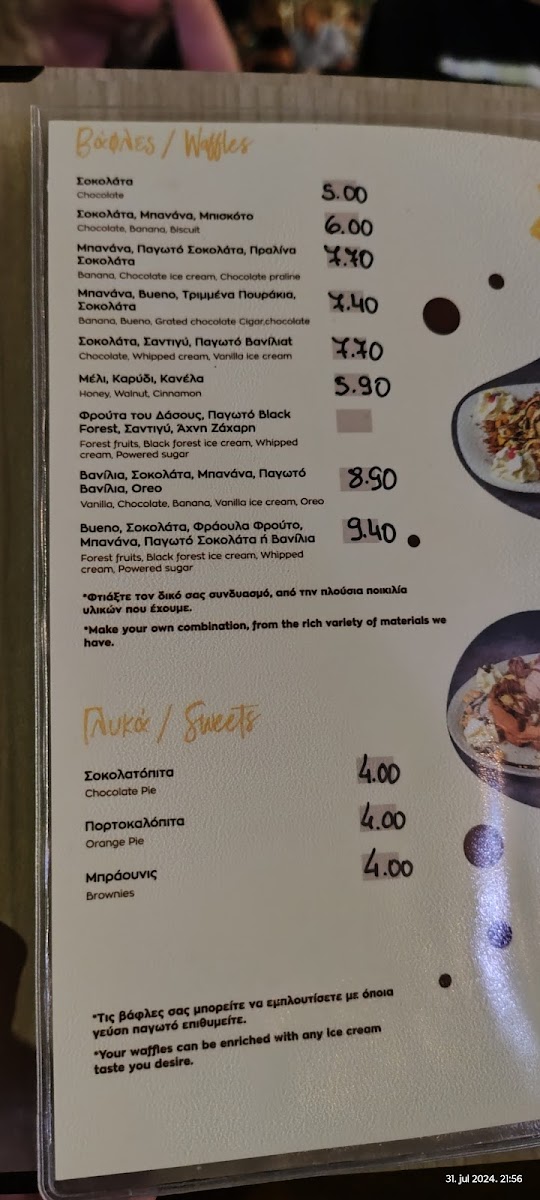 Βάφλες / Waffles
Σοκολάτα 5.00
Chocolate
Σοκολάτα, Μπανάνα, Μπισκότο 6.00
Chocolate, Banana, Biscuit
Μπανάνα, Παγωτό Σοκολάτα, Πραλίνα
Σοκολάτα 7.70
Banana, Chocolate ice cream, Chocolate praline
Μπανάνα, Bueno, Τριμμένα Πουράκια,
Σοκολάτα 7.40
Banana, Bueno, Grated chocolate Cigar,chocolate
Σοκολάτα, Σαντιγύ, Παγωτό Βανίλιατ 7.70
Chocolate, Whipped cream, Vanilla ice cream
Μέλι, Καρύδι, Κανέλα 5.90
Honey, Walnut, Cinnamon
Φρούτα του Δάσους, Παγωτό Black
Forest, Σαντιγύ, Άχνη Ζάχαρη
Forest fruits, Black forest ice cream, Whipped
cream, Powered sugar
Βανίλια, Σοκολάτα, Μπανάνα, Παγωτό
Βανίλια, Oreo 8.90
Vanilla, Chocolate, Banana, Vanilla ice cream, Oreo
Bueno, Σοκολάτα, Φράουλα Φρούτο,
Μπανάνα, Παγωτό Σοκολάτα ή Βανίλια 9.40
Forest fruits, Black forest ice cream, Whipped
cream, Powered sugar
*Φτιάξτε τον δικό σας συνδυασμό, από την πλούσια ποικιλία
υλικών που έχουμε.
*Make your own combination, from the rich variety of materials we
have.
Γλυκά / Sweets
Σοκολατόπιτα 4.00
Chocolate Pie
Πορτοκαλόπιτα 4.00
Orange Pie
Μπράουνις 4.00
Brownies
*Τις βάφλες σας μπορείτε να εμπλουτίσετε με όποια
γεύση παγωτό επιθυμείτε.
*Your waffles can be enriched with any ice cream
taste you desire.
31. jul 2024. 21:56